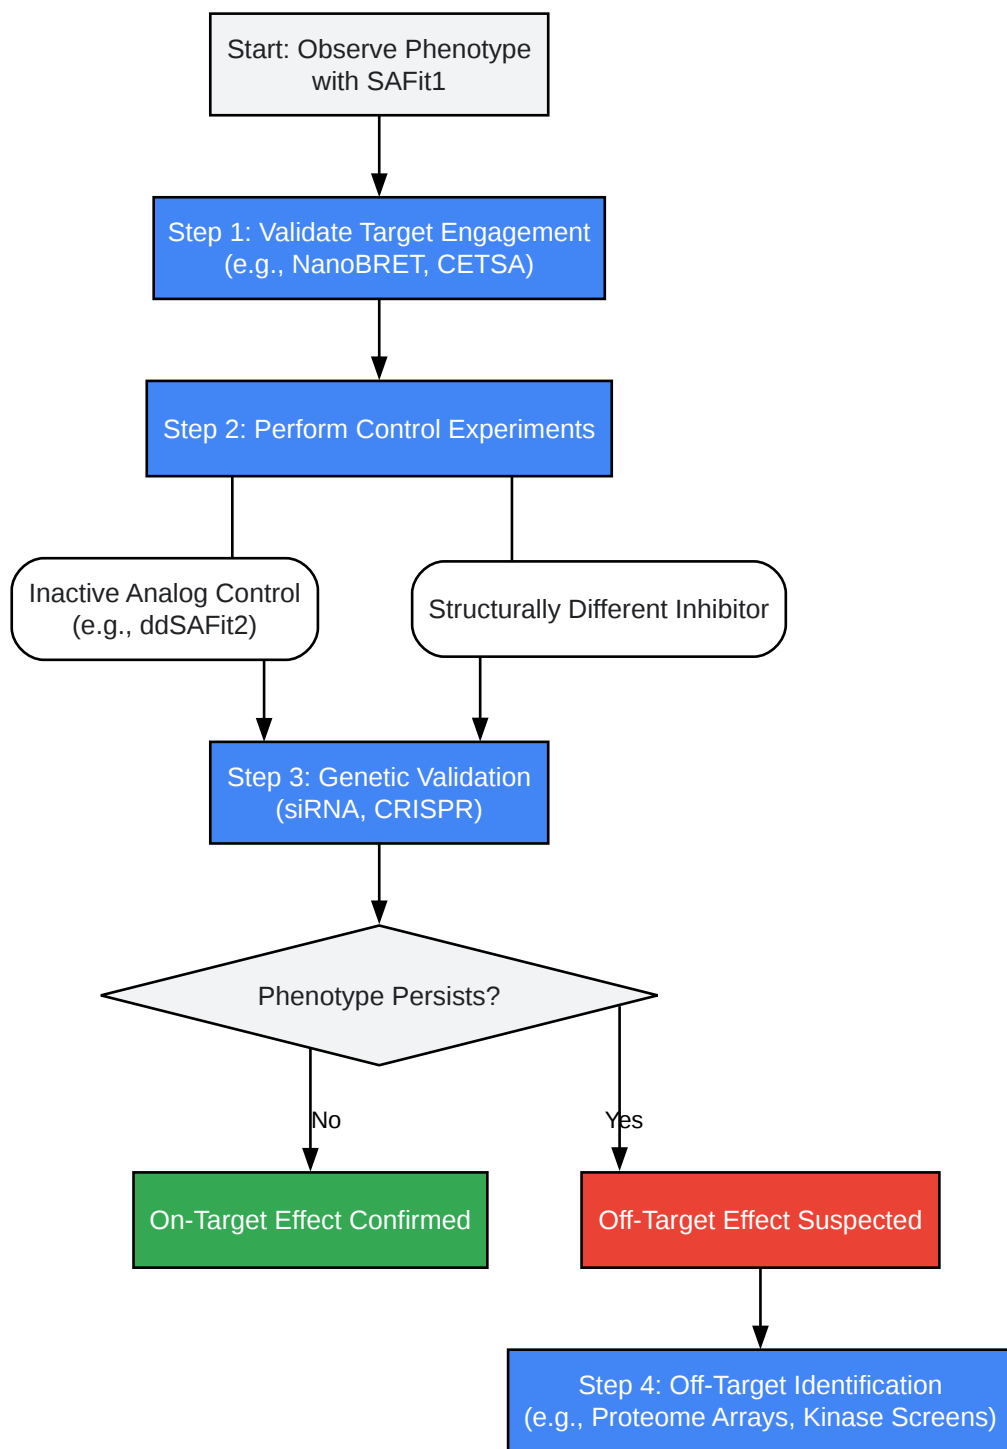 Start: Observe Phenotype
with SAFit1
Step 1: Validate Target Engagement
(e.g., NanoBRET, CETSA)
Step 2: Perform Control Experiments
Inactive Analog Control
(e.g., ddSAFit2)
Structurally Different Inhibitor
Step 3: Genetic Validation
(siRNA, CRISPR)
Phenotype Persists?
No
Yes
On-Target Effect Confirmed
Off-Target Effect Suspected
Step 4: Off-Target Identification
(e.g., Proteome Arrays, Kinase Screens)